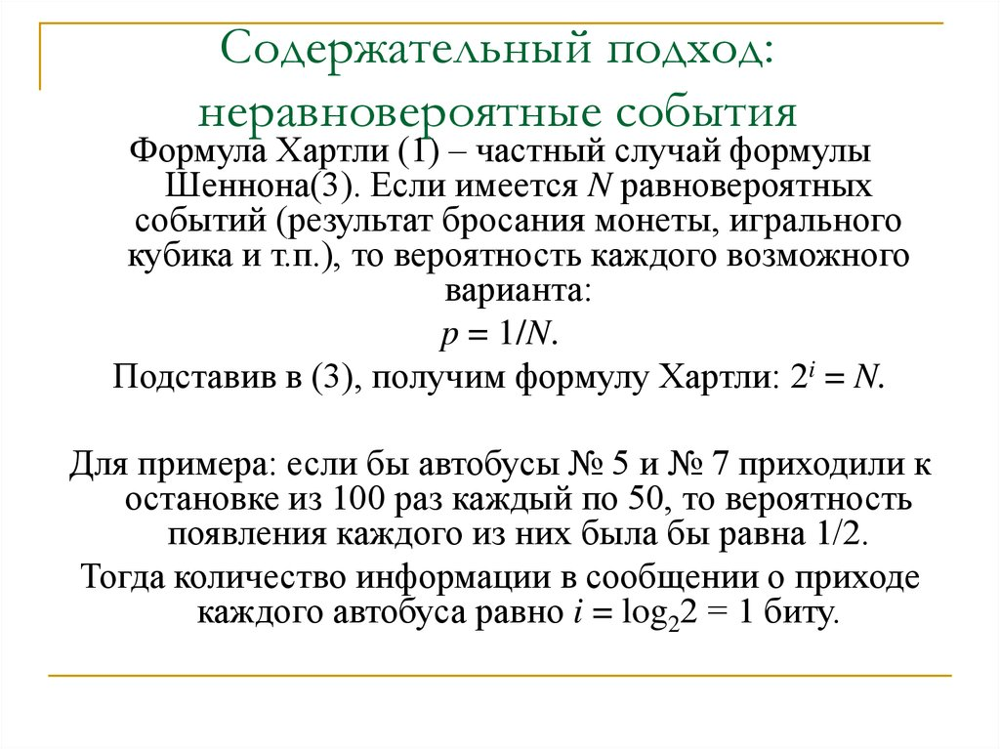 Содержательный подход:
неравновероятные события
Формула Хартли (1) – частный случай формулы
Шеннона(3). Если имеется N равновероятных
событий (результат бросания монеты, игрального
кубика и т.п.), то вероятность каждого возможного
варианта:
p = 1/N.
Подставив в (3), получим формулу Хартли: 2ⁱ = N.
Для примера: если бы автобусы № 5 и № 7 приходили к
остановке из 100 раз каждый по 50, то вероятность
появления каждого из них была бы равна 1/2.
Тогда количество информации в сообщении о приходе
каждого автобуса равно i = log₂2 = 1 биту.